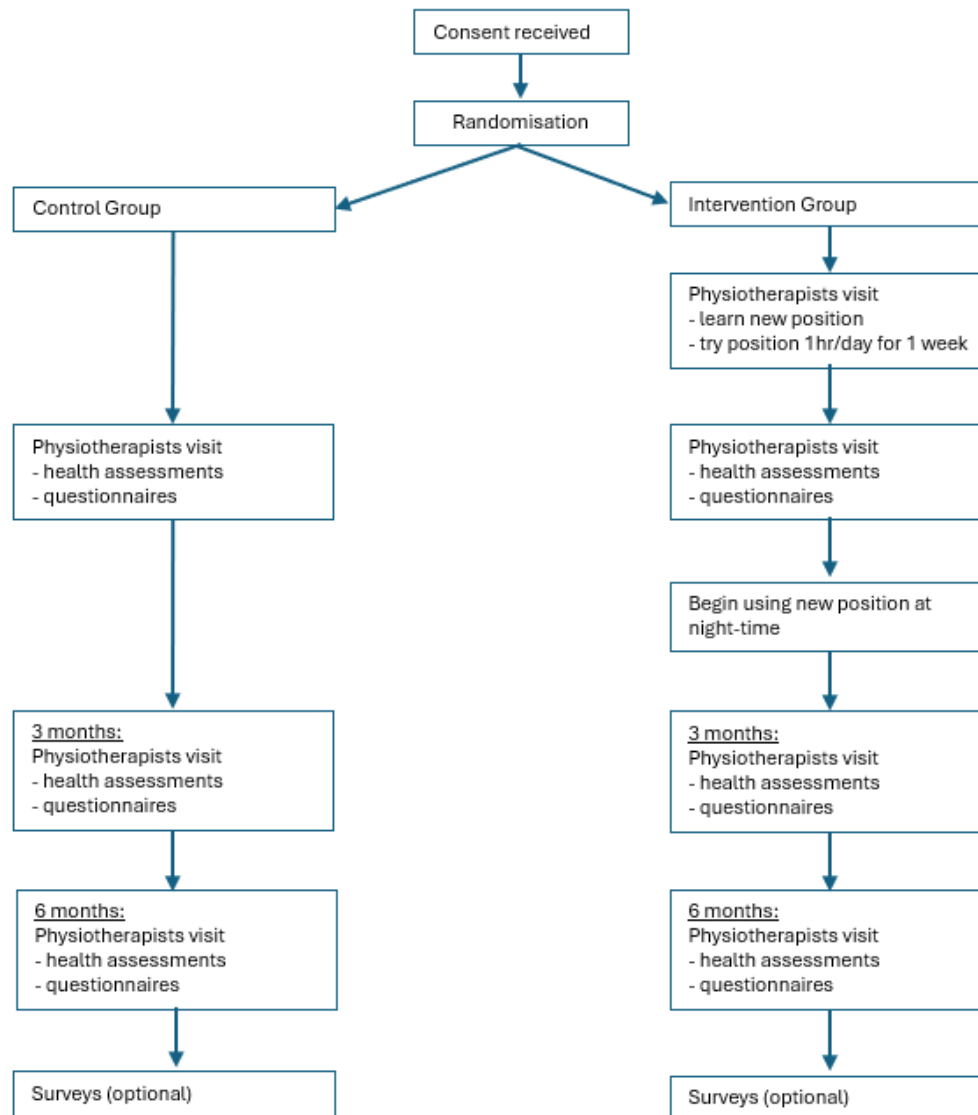 Consent received
Randomisation
Control Group
Intervention Group
Physiotherapists visit
- learn new position
- try position 1hr/day for 1 week
Physiotherapists visit
- health assessments
- questionnaires
Physiotherapists visit
- health assessments
- questionnaires
Begin using new position at
night-time
3 months:
Physiotherapists visit
- health assessments
- questionnaires
3 months:
Physiotherapists visit
- health assessments
- questionnaires
6 months:
Physiotherapists visit
- health assessments
- questionnaires
6 months:
Physiotherapists visit
- health assessments
- questionnaires
Surveys (optional)
Surveys (optional)